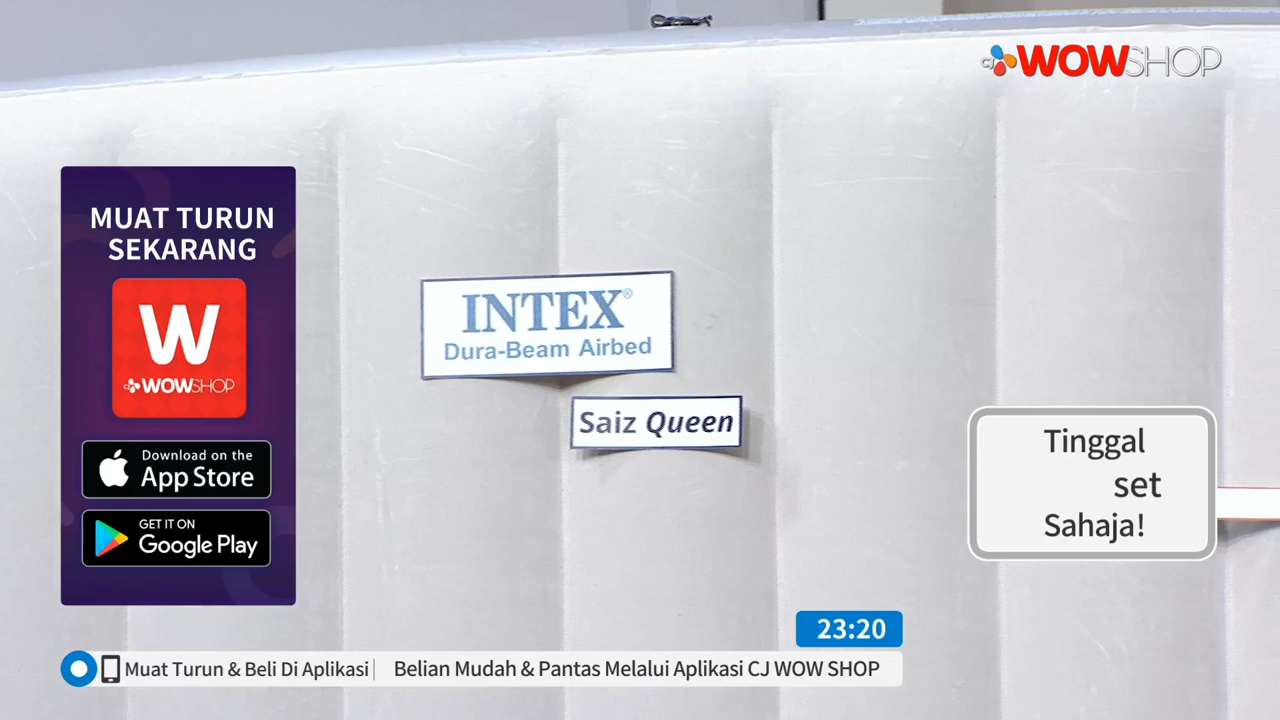 CJ WOWSHOP
MUAT TURUN
SEKARANG
W
CJ WOWSHOP
Download on the
App Store
GET IT ON
Google Play
INTEX®
Dura-Beam Airbed
Saiz Queen
Tinggal
set
Sahaja!
23:20
Muat Turun & Beli Di Aplikasi | Belian Mudah & Pantas Melalui Aplikasi CJ WOW SHOP